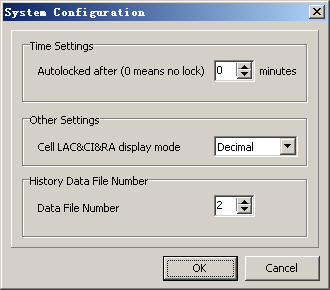 System Configuration
Time Settings
Autolocked after (0 means no lock) 0 minutes
Other Settings
Cell LAC&CI&RA display mode Decimal
History Data File Number
Data File Number 2
OK Cancel